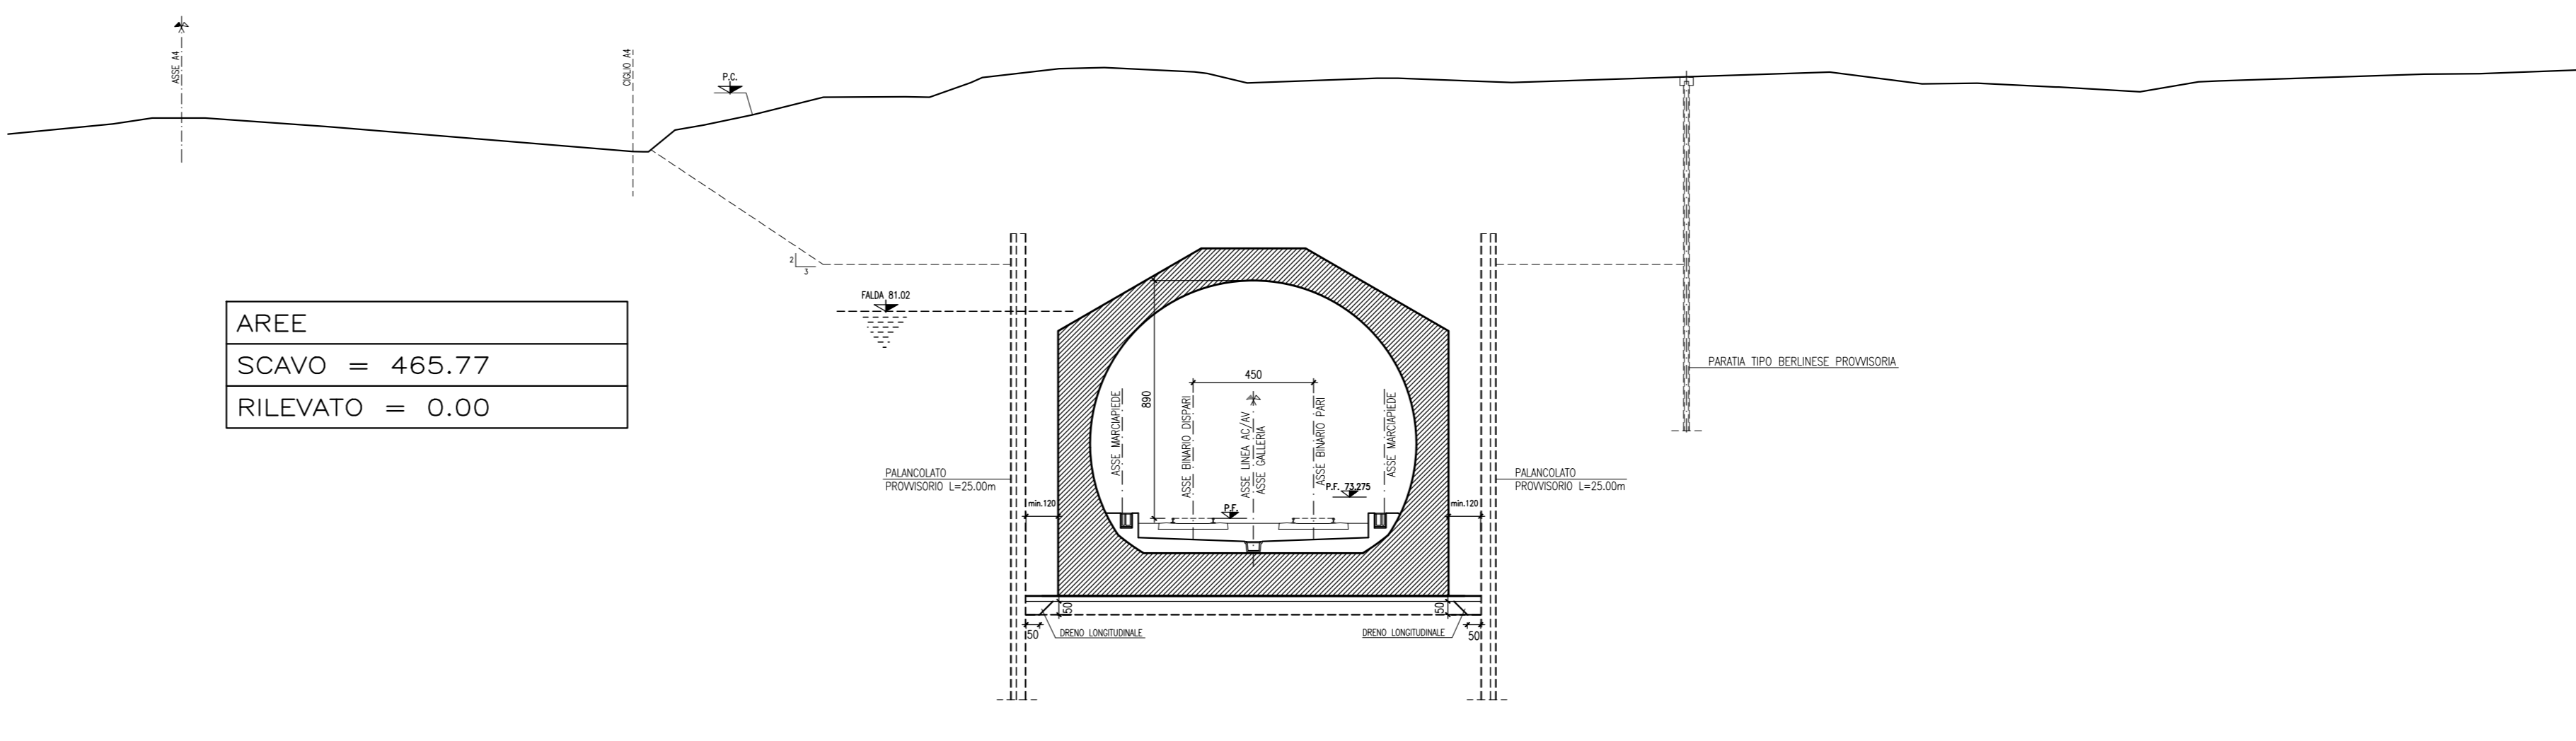 ASSE A4
CIGLIO A4
P.C.
2
3
FALDA 81.02
AREE
SCAVO = 465.77
RILEVATO = 0.00
PARATIA TIPO BERLINESE PROVVISORIA
450
890
ASSE MARCIAPIEDE
ASSE BINARIO DISPARI
ASSE LINEA AC/AV
ASSE GALLERIA
ASSE BINARIO PARI
ASSE MARCIAPIEDE
PALANCOLATO
PROVVISORIO L=25.00m
PALANCOLATO
PROVVISORIO L=25.00m
P.F. 73.275
P.F.
min.120
min.120
50
50
50
50
DRENO LONGITUDINALE
DRENO LONGITUDINALE